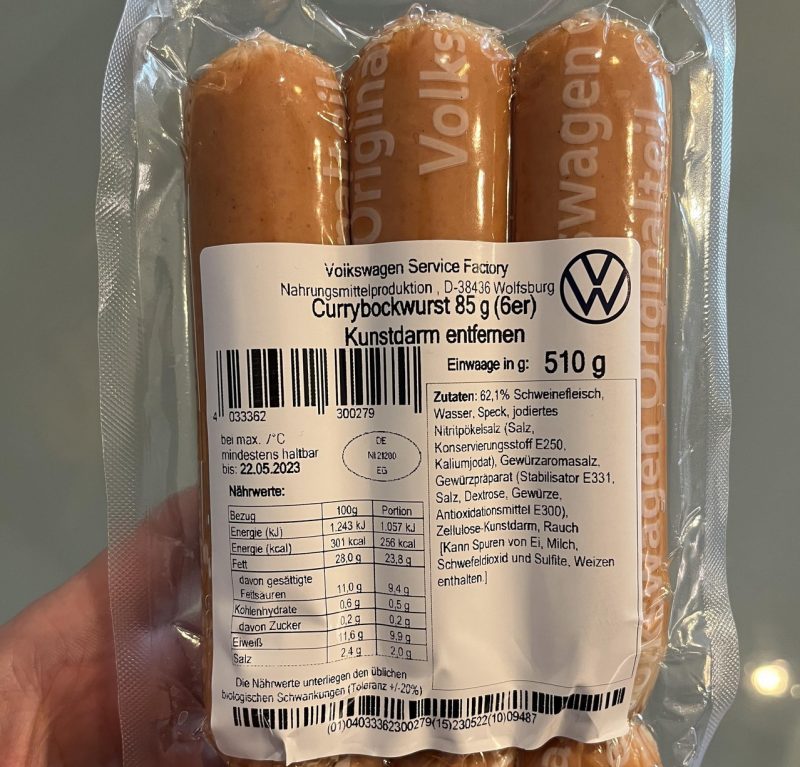 Original
Volks
swagen
lteil
Volkswagen Originalteil
Volkswagen Service Factory
Nahrungsmittelproduktion , D-38436 Wolfsburg
Currybockwurst 85 g (6er)
Kunstdarm entfernen
Einwaage in g: 510 g
4 033362 300279
bei max. 7°C
mindestens haltbar
bis: 22.05.2023
DE
NI 21200
EG
Nährwerte:
Bezug 100g Portion
Energie (kJ) 1.243 kJ 1.057 kJ
Energie (kcal) 301 kcal 256 kcal
Fett 28,0 g 23,8 g
davon gesättigte
Fettsäuren 11,0 g 9,4 g
Kohlenhydrate 0,6 g 0,5 g
davon Zucker 0,2 g 0,2 g
Eiweiß 11,6 g 9,9 g
Salz 2,4 g 2,0 g
Die Nährwerte unterliegen den üblichen
biologischen Schwankungen (Toleranz +/-20%)
Zutaten: 62,1% Schweinefleisch,
Wasser, Speck, jodiertes
Nitritpökelsalz (Salz,
Konservierungsstoff E250,
Kaliumjodat), Gewürzaromasalz,
Gewürzpräparat (Stabilisator E331,
Salz, Dextrose, Gewürze,
Antioxidationsmittel E300),
Zellulose-Kunstdarm, Rauch
[Kann Spuren von Ei, Milch,
Schwefeldioxid und Sulfite, Weizen
enthalten.]
(01)04033362300279(15)230522(10)09487